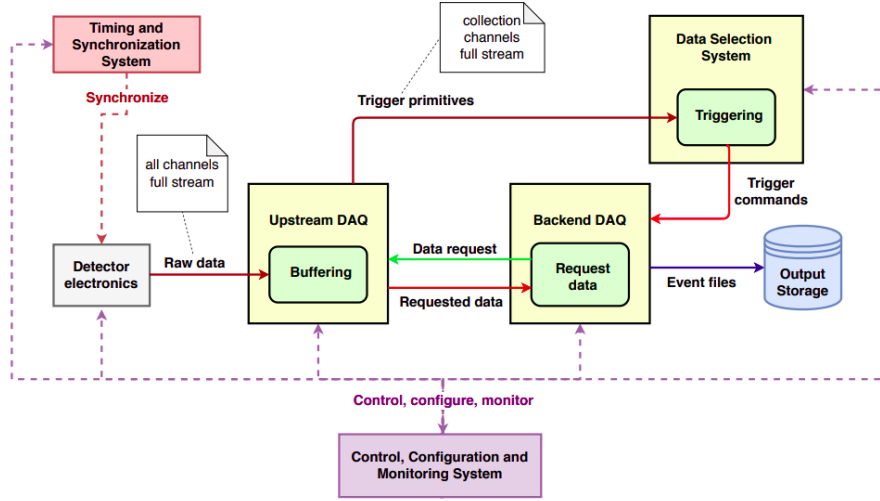 Timing and
Synchronization
System
collection
channels
full stream
Data Selection
System
Synchronize
Trigger primitives
Triggering
all channels
full stream
Trigger
commands
Upstream DAQ
Backend DAQ
Detector
electronics
Raw data
Buffering
Data request
Request
data
Event files
Output
Storage
Requested data
Control, configure, monitor
Control, Configuration and
Monitoring System